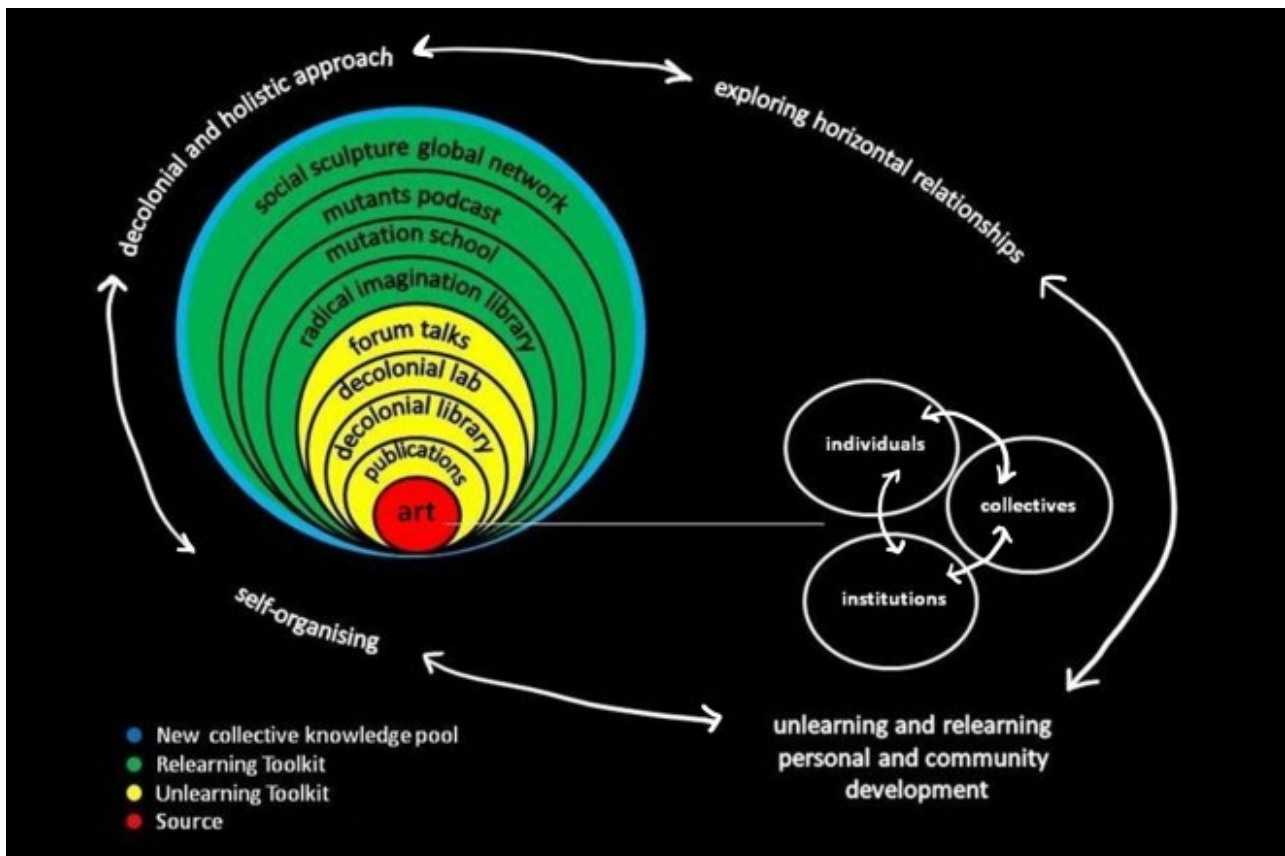 decolonial and holistic approach
exploring horizontal relationships
social sculpture global network
mutants podcast
mutation school
radical imagination library
forum talks
decolonial lab
decolonial library
publications
art
individuals
collectives
institutions
self-organising
unlearning and relearning
personal and community
development
New collective knowledge pool
Relearning Toolkit
Unlearning Toolkit
Source